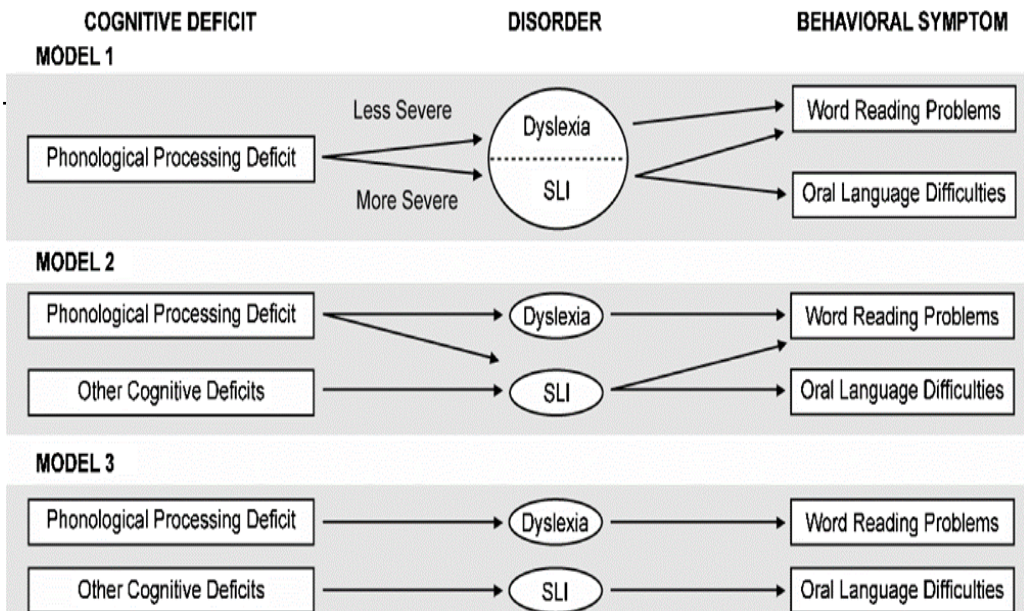 COGNITIVE DEFICIT DISORDER BEHAVIORAL SYMPTOM
MODEL 1
Less Severe
Word Reading Problems
Dyslexia
Phonological Processing Deficit
SLI
Oral Language Difficulties
More Severe
MODEL 2
Phonological Processing Deficit Dyslexia Word Reading Problems
Other Cognitive Deficits SLI Oral Language Difficulties
MODEL 3
Phonological Processing Deficit Dyslexia Word Reading Problems
Other Cognitive Deficits SLI Oral Language Difficulties